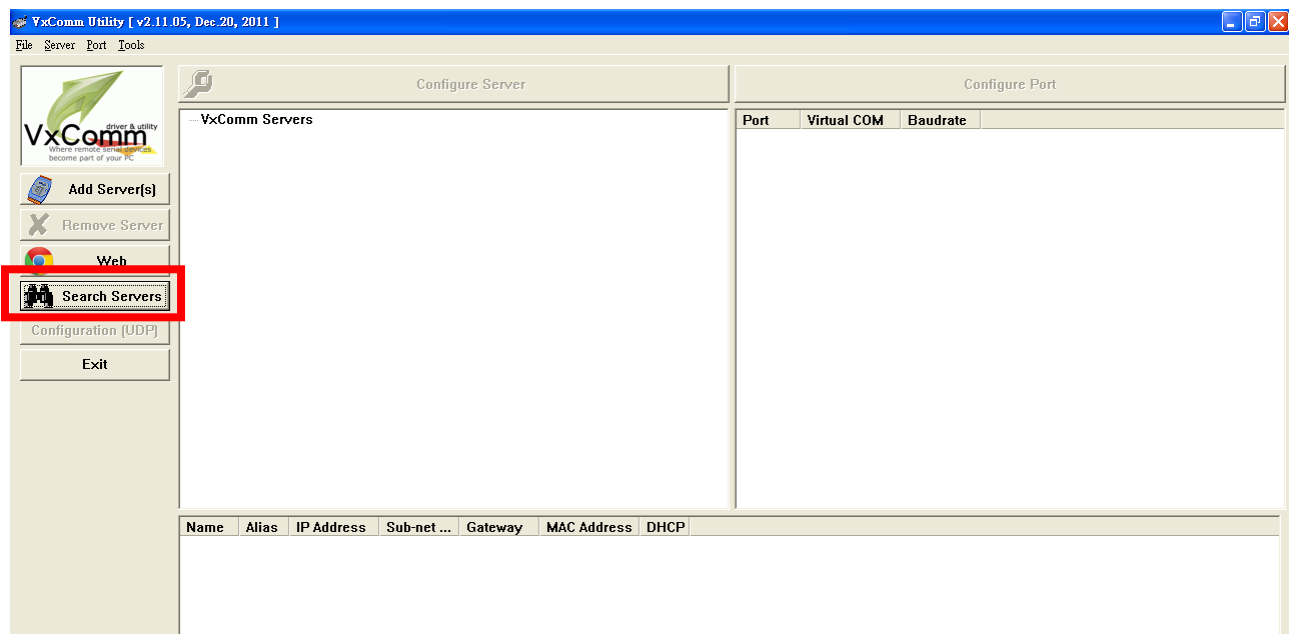 VxComm Utility [ v2.11.05, Dec.20, 2011 ]
File Server Port Tools
VxComm
driver & utility
Where remote serial devices
become part of your PC
Add Server(s)
Remove Server
Web
Search Servers
Configuration (UDP)
Exit
Configure Server
VxComm Servers
Configure Port
Port Virtual COM Baudrate
Name Alias IP Address Sub-net ... Gateway MAC Address DHCP